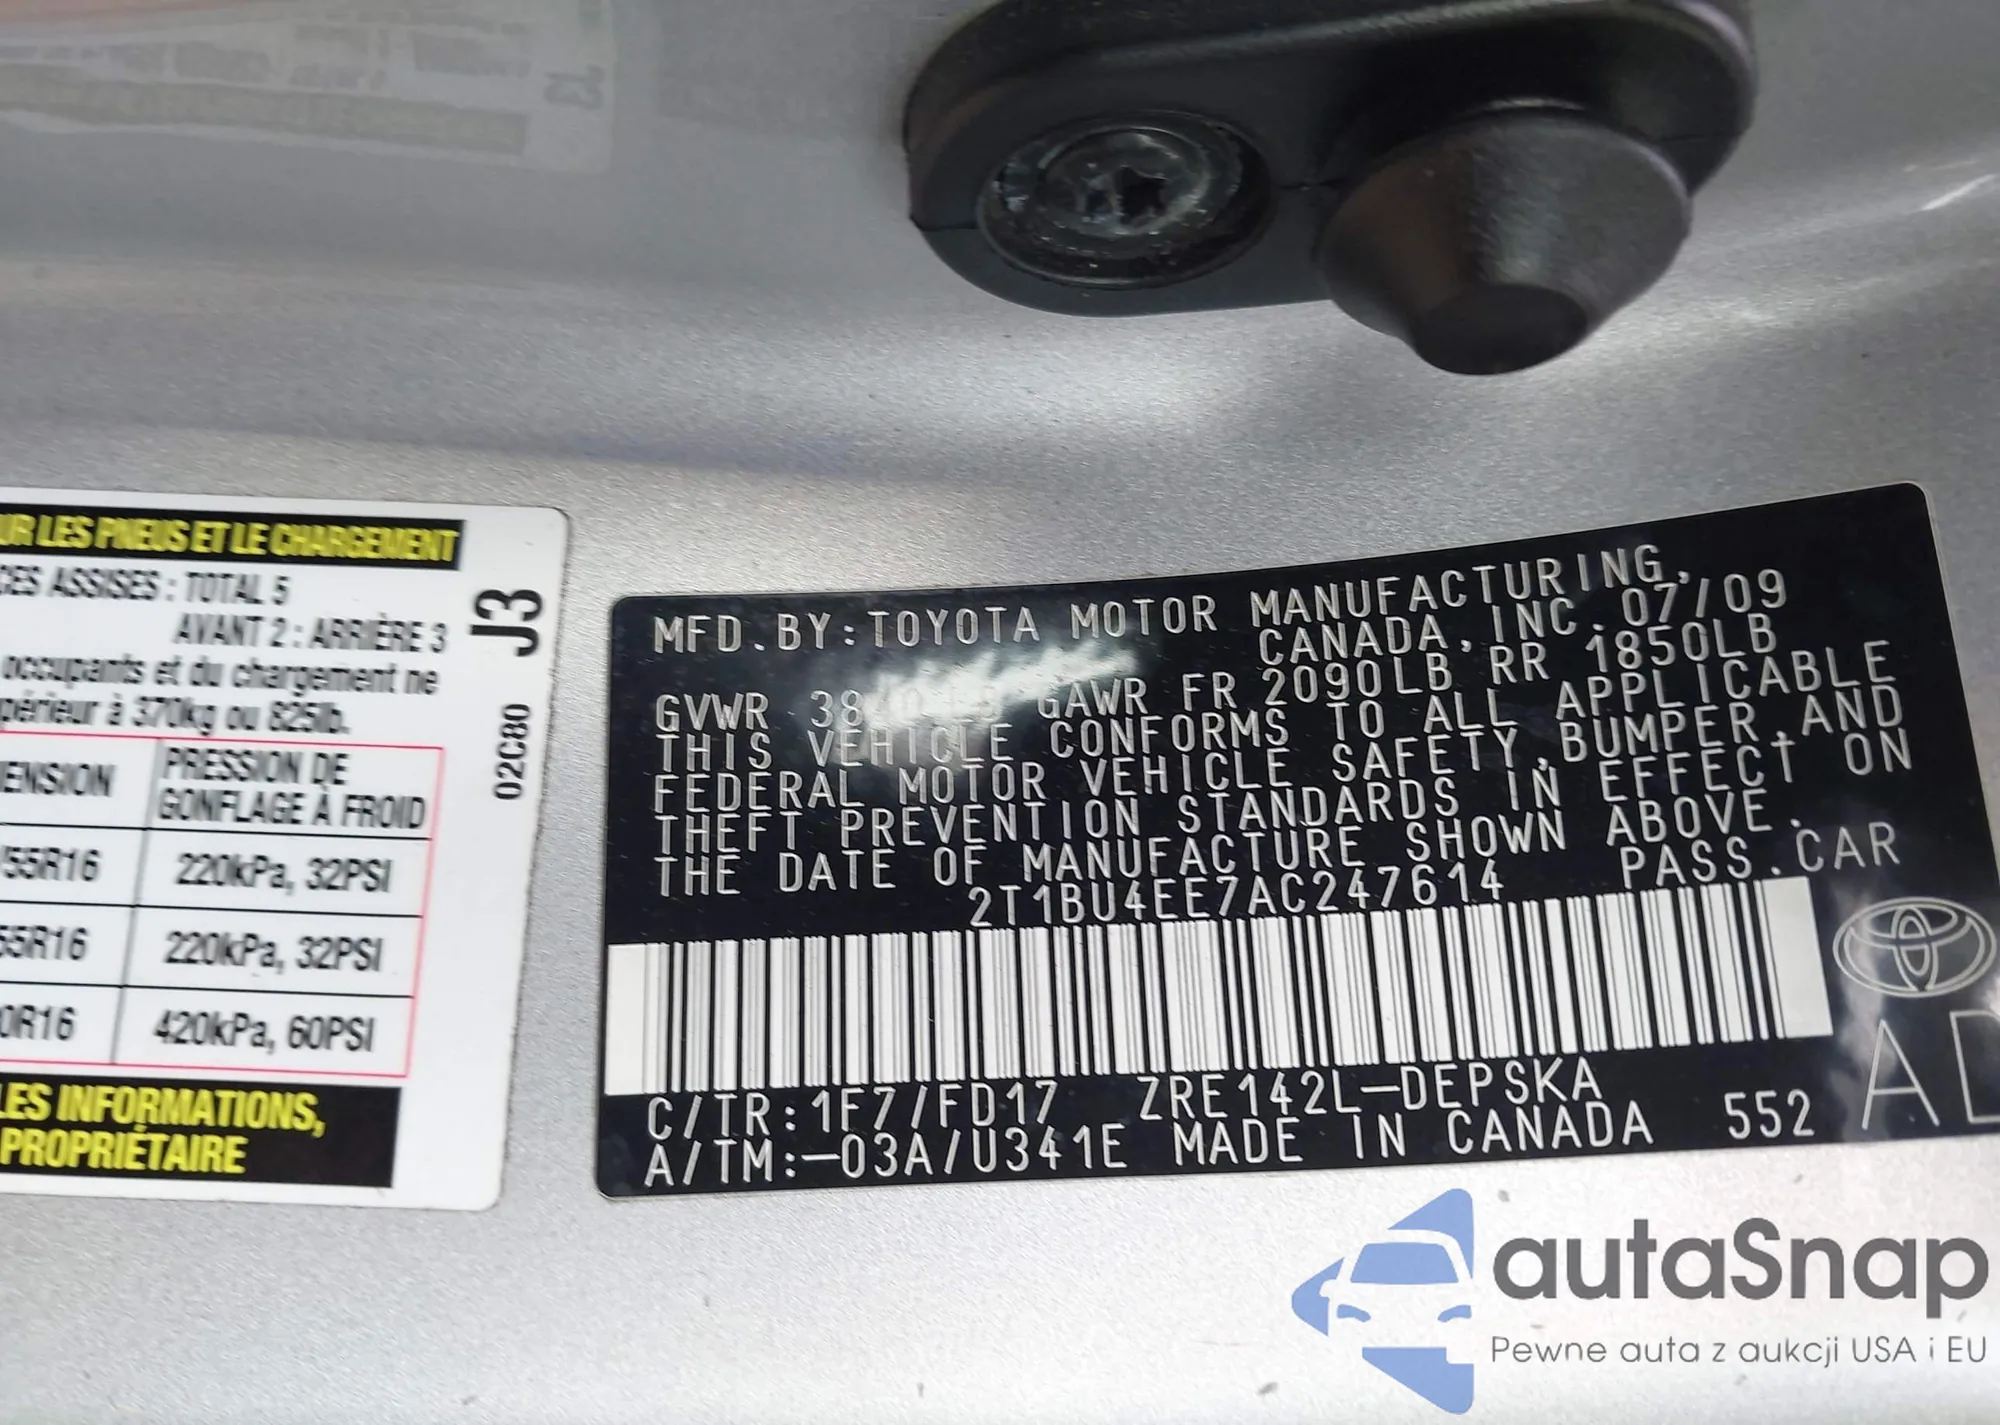 UR LES PNEUS ET LE CHARGEMENT
CES ASSISES : TOTAL 5
AVANT 2 : ARRIÈRE 3
occupants et du chargement ne
périeur à 370kg ou 825lb.
ENSION PRESSION DE
GONFLAGE À FROID
/55R16 220kPa, 32PSI
55R16 220kPa, 32PSI
0R16 420kPa, 60PSI
LES INFORMATIONS,
PROPRIÉTAIRE
J3
02C80
MFD.BY:TOYOTA MOTOR MANUFACTURING,
CANADA, INC. 07/09
GVWR GAWR FR 2090LB RR 1850LB
THIS VEHICLE CONFORMS TO ALL APPLICABLE
FEDERAL MOTOR VEHICLE SAFETY,BUMPER,AND
THEFT PREVENTION STANDARDS IN EFFECT ON
THE DATE OF MANUFACTURE SHOWN ABOVE.
2T1BU4EE7AC247614 PASS.CAR
C/TR:1F7/FD17 ZRE142L-DEPSKA
A/TM:-03A/U341E MADE IN CANADA 552
AD
autaSnap
Pewne auta z aukcji USA i EU